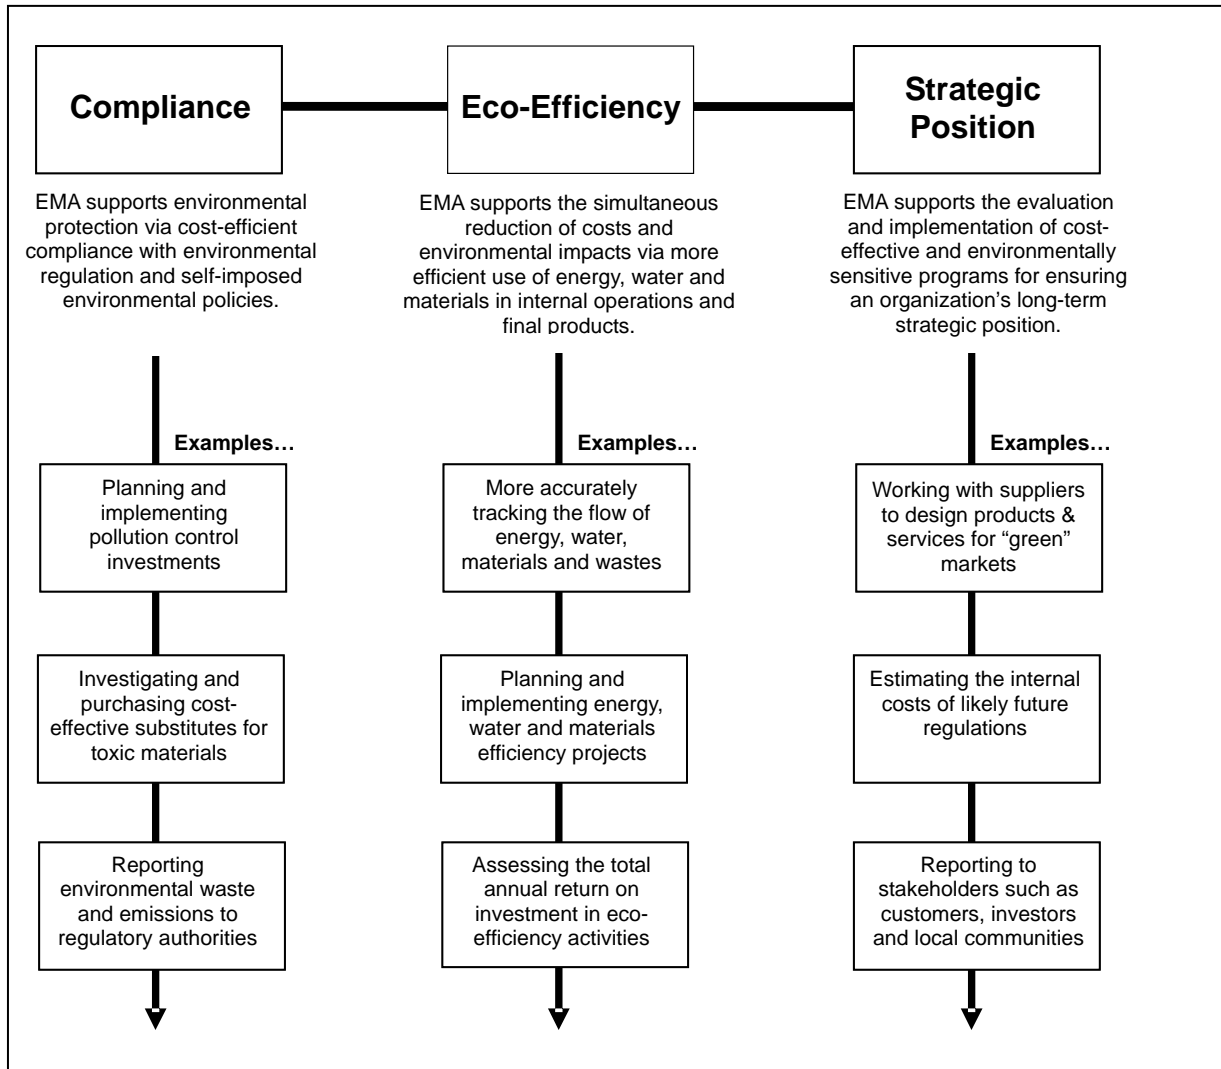 Compliance
EMA supports environmental
protection via cost-efficient
compliance with environmental
regulation and self-imposed
environmental policies.
Examples…
Planning and
implementing
pollution control
investments
Investigating and
purchasing cost-
effective substitutes for
toxic materials
Reporting
environmental waste
and emissions to
regulatory authorities
Eco-Efficiency
EMA supports the simultaneous
reduction of costs and
environmental impacts via more
efficient use of energy, water and
materials in internal operations and
final products.
Examples…
More accurately
tracking the flow of
energy, water,
materials and wastes
Planning and
implementing energy,
water and materials
efficiency projects
Assessing the total
annual return on
investment in eco-
efficiency activities
Strategic
Position
EMA supports the evaluation
and implementation of cost-
effective and environmentally
sensitive programs for ensuring
an organization’s long-term
strategic position.
Examples…
Working with suppliers
to design products &
services for “green”
markets
Estimating the internal
costs of likely future
regulations
Reporting to
stakeholders such as
customers, investors
and local communities